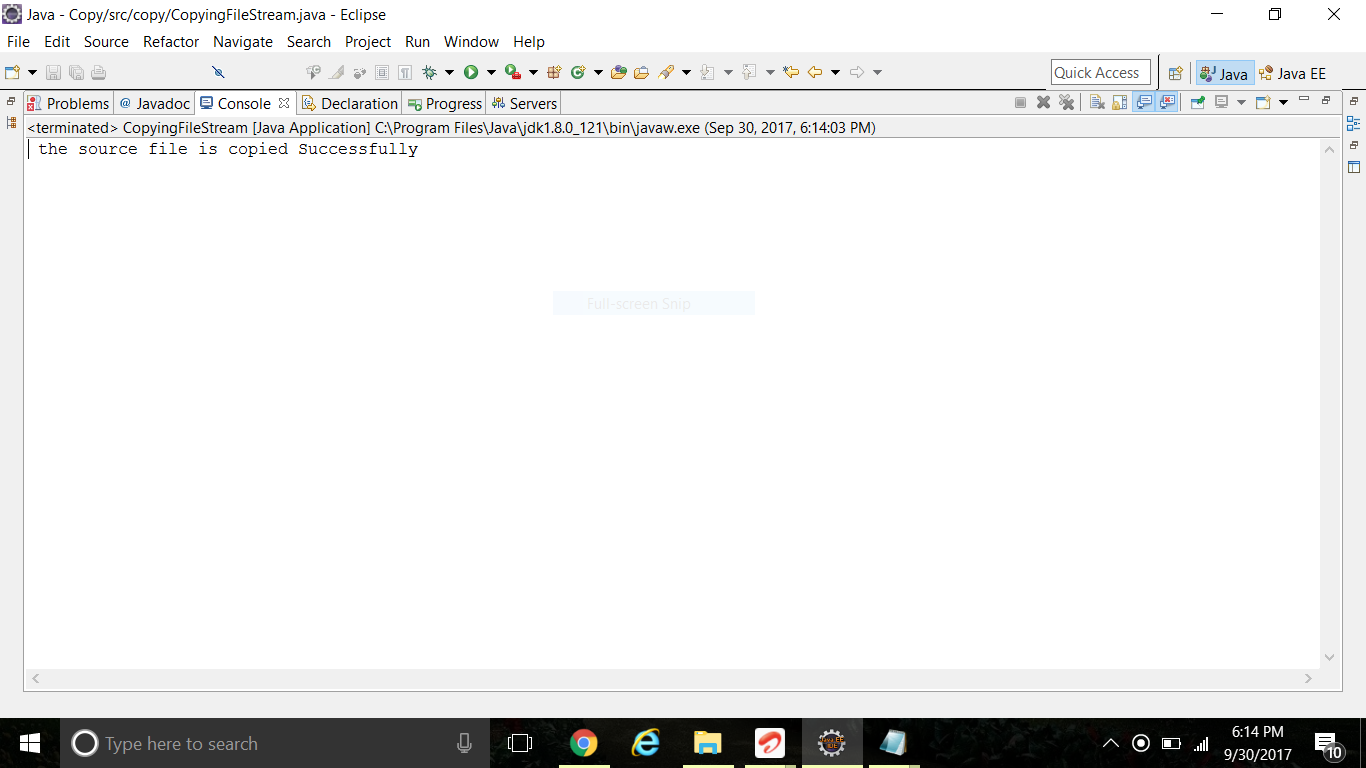 Java - Copy/src/copy/CopyingFileStream.java - Eclipse
File Edit Source Refactor Navigate Search Project Run Window Help
Quick Access Java Java EE
Problems @ Javadoc Console Declaration Progress Servers
<terminated> CopyingFileStream [Java Application] C:\Program Files\Java\jdk1.8.0_121\bin\javaw.exe (Sep 30, 2017, 6:14:03 PM)
the source file is copied Successfully
Full-screen Snip
Type here to search
6:14 PM
9/30/2017
10